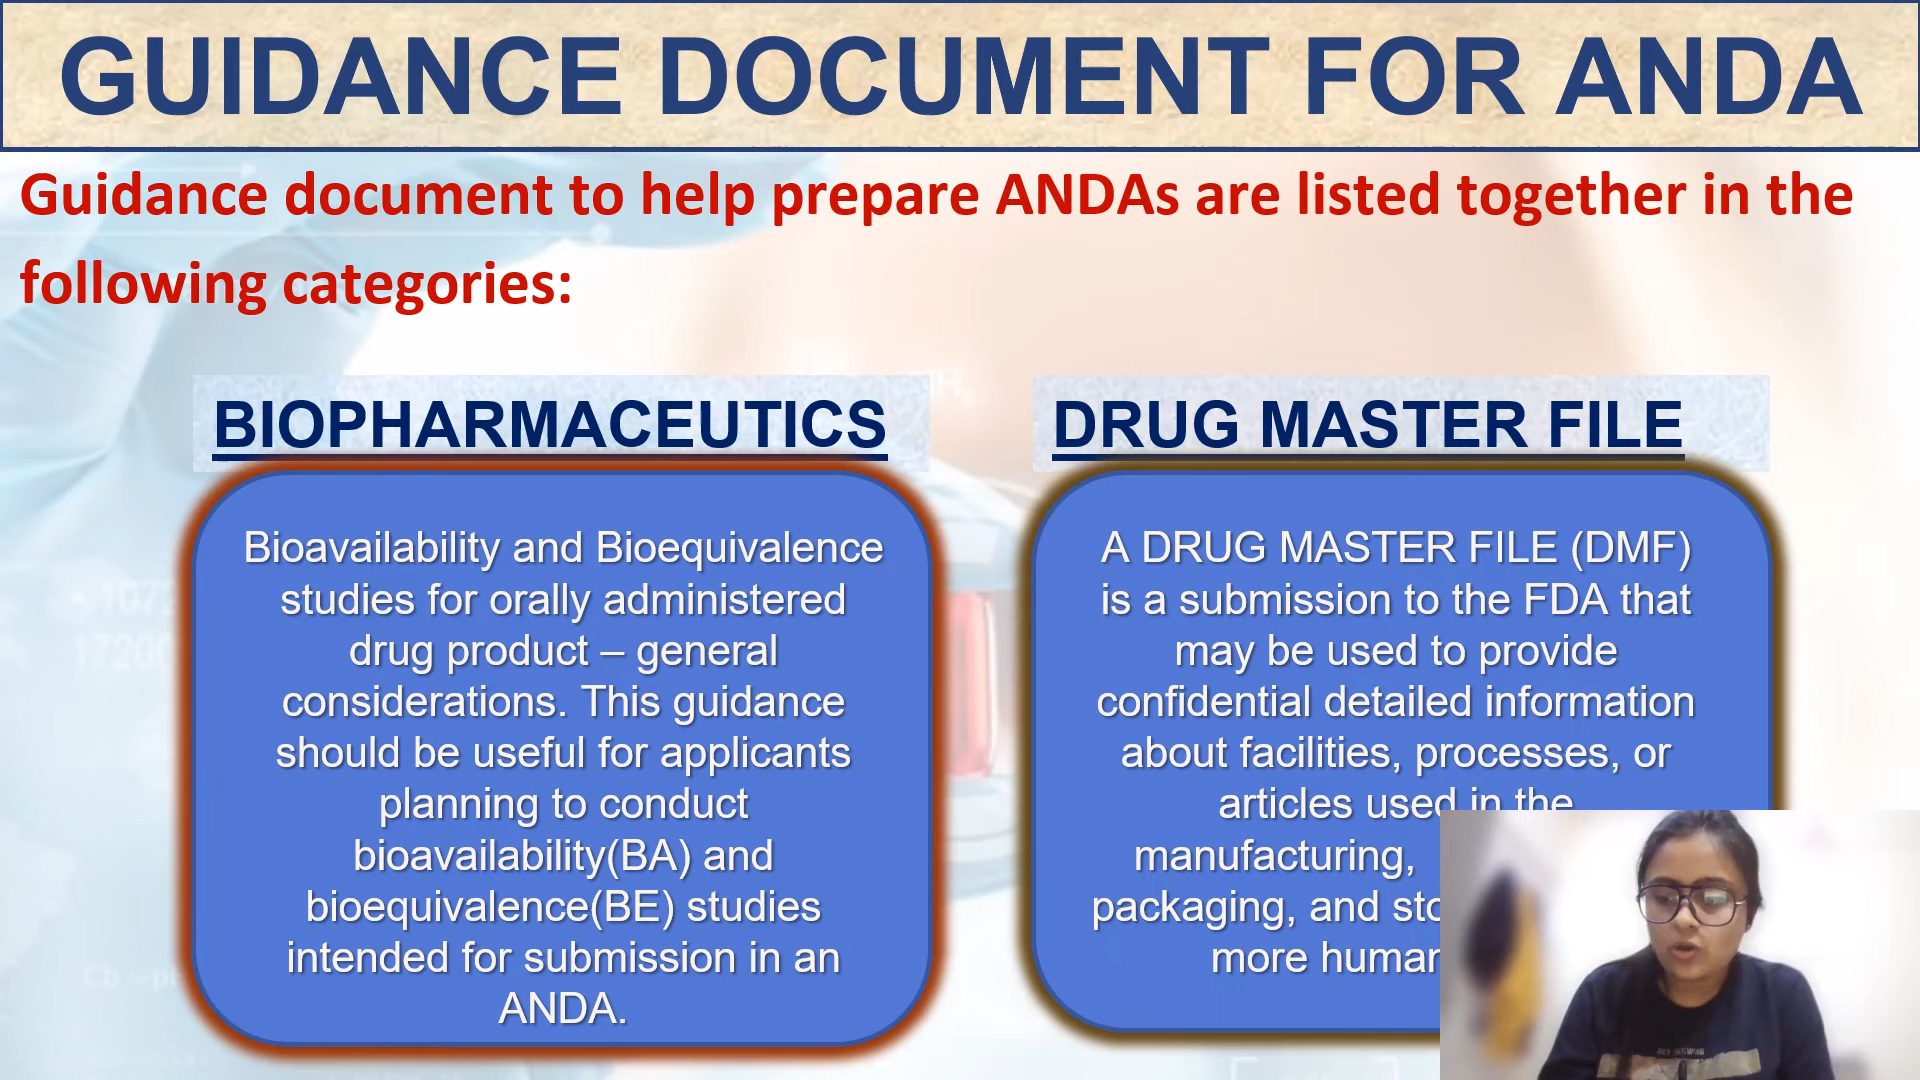 GUIDANCE DOCUMENT FOR ANDA
Guidance document to help prepare ANDAs are listed together in the
following categories:
BIOPHARMACEUTICS
Bioavailability and Bioequivalence
studies for orally administered
drug product – general
considerations. This guidance
should be useful for applicants
planning to conduct
bioavailability(BA) and
bioequivalence(BE) studies
intended for submission in an
ANDA.
DRUG MASTER FILE
A DRUG MASTER FILE (DMF)
is a submission to the FDA that
may be used to provide
confidential detailed information
about facilities, processes, or
articles used in the
manufacturing,
packaging, and
more